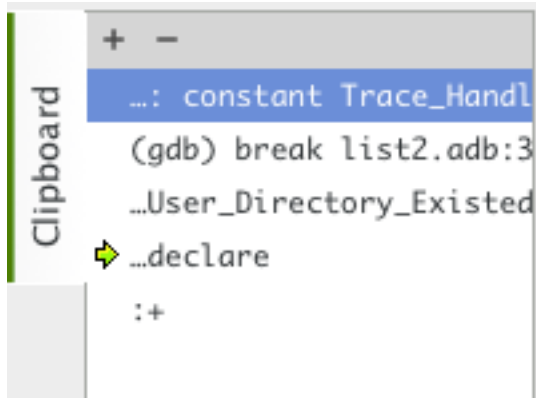 + -
Clipboard
…: constant Trace_Handl
(gdb) break list2.adb:3
…User_Directory_Existed
…declare
:+